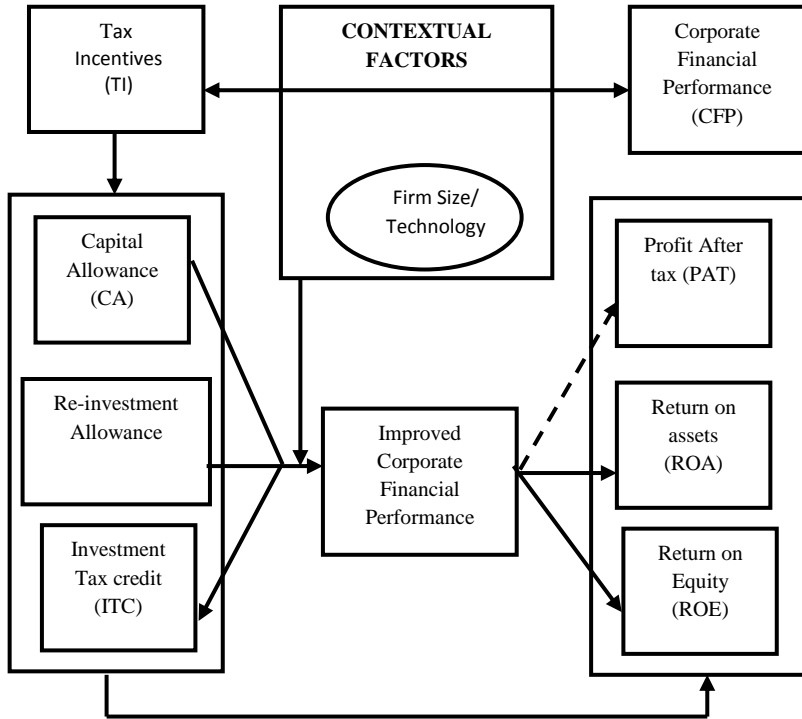 Tax
Incentives
(TI)
CONTEXTUAL
FACTORS
Corporate
Financial
Performance
(CFP)
Firm Size/
Technology
Capital
Allowance
(CA)
Profit After
tax (PAT)
Re-investment
Allowance
Improved
Corporate
Financial
Performance
Return on
assets
(ROA)
Investment
Tax credit
(ITC)
Return on
Equity
(ROE)